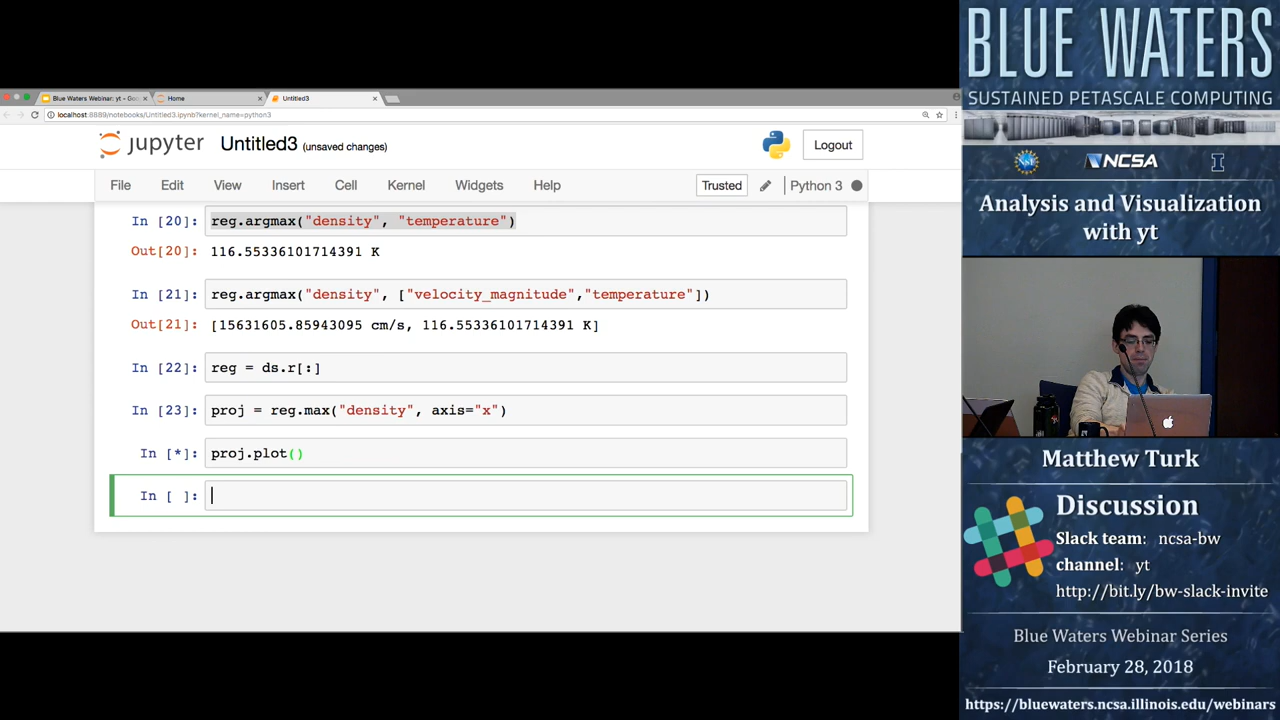 Blue Waters Webinar: yt - Goo
Home
Untitled3
localhost:8889/notebooks/Untitled3.ipynb?kernel_name=python3
jupyter Untitled3 (unsaved changes)
Logout
File Edit View Insert Cell Kernel Widgets Help
Trusted
Python 3
In [20]: reg.argmax("density", "temperature")
Out[20]: 116.55336101714391 K
In [21]: reg.argmax("density", ["velocity_magnitude","temperature"])
Out[21]: [15631605.85943095 cm/s, 116.55336101714391 K]
In [22]: reg = ds.r[:]
In [23]: proj = reg.max("density", axis="x")
In [*]: proj.plot()
In [ ]:
BLUE WATERS
SUSTAINED PETASCALE COMPUTING
NCSA
I
Analysis and Visualization
with yt
Matthew Turk
Discussion
Slack team: ncsa-bw
channel: yt
http://bit.ly/bw-slack-invite
Blue Waters Webinar Series
February 28, 2018
https://bluewaters.ncsa.illinois.edu/webinars